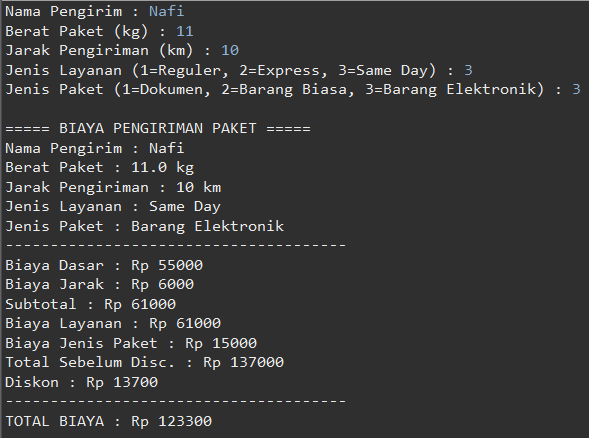 Nama Pengirim : Nafi
Berat Paket (kg) : 11
Jarak Pengiriman (km) : 10
Jenis Layanan (1=Reguler, 2=Express, 3=Same Day) : 3
Jenis Paket (1=Dokumen, 2=Barang Biasa, 3=Barang Elektronik) : 3

===== BIAYA PENGIRIMAN PAKET =====
Nama Pengirim : Nafi
Berat Paket : 11.0 kg
Jarak Pengiriman : 10 km
Jenis Layanan : Same Day
Jenis Paket : Barang Elektronik
--------------------------------------
Biaya Dasar : Rp 55000
Biaya Jarak : Rp 6000
Subtotal : Rp 61000
Biaya Layanan : Rp 61000
Biaya Jenis Paket : Rp 15000
Total Sebelum Disc. : Rp 137000
Diskon : Rp 13700
--------------------------------------
TOTAL BIAYA : Rp 123300